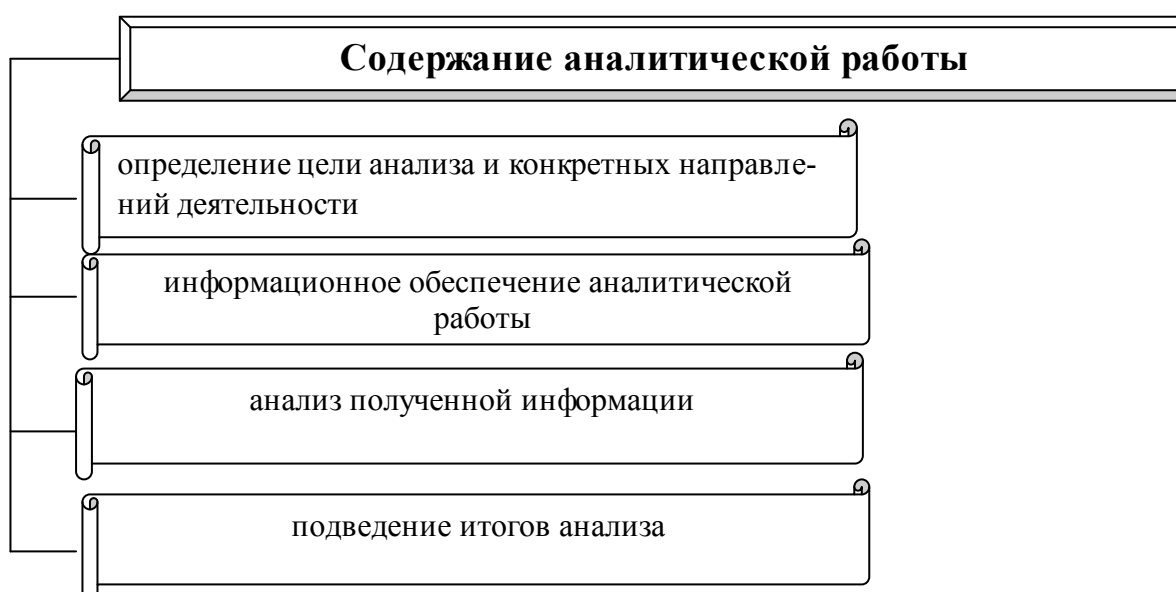 Содержание аналитической работы
определение цели анализа и конкретных направле-
ний деятельности
информационное обеспечение аналитической
работы
анализ полученной информации
подведение итогов анализа